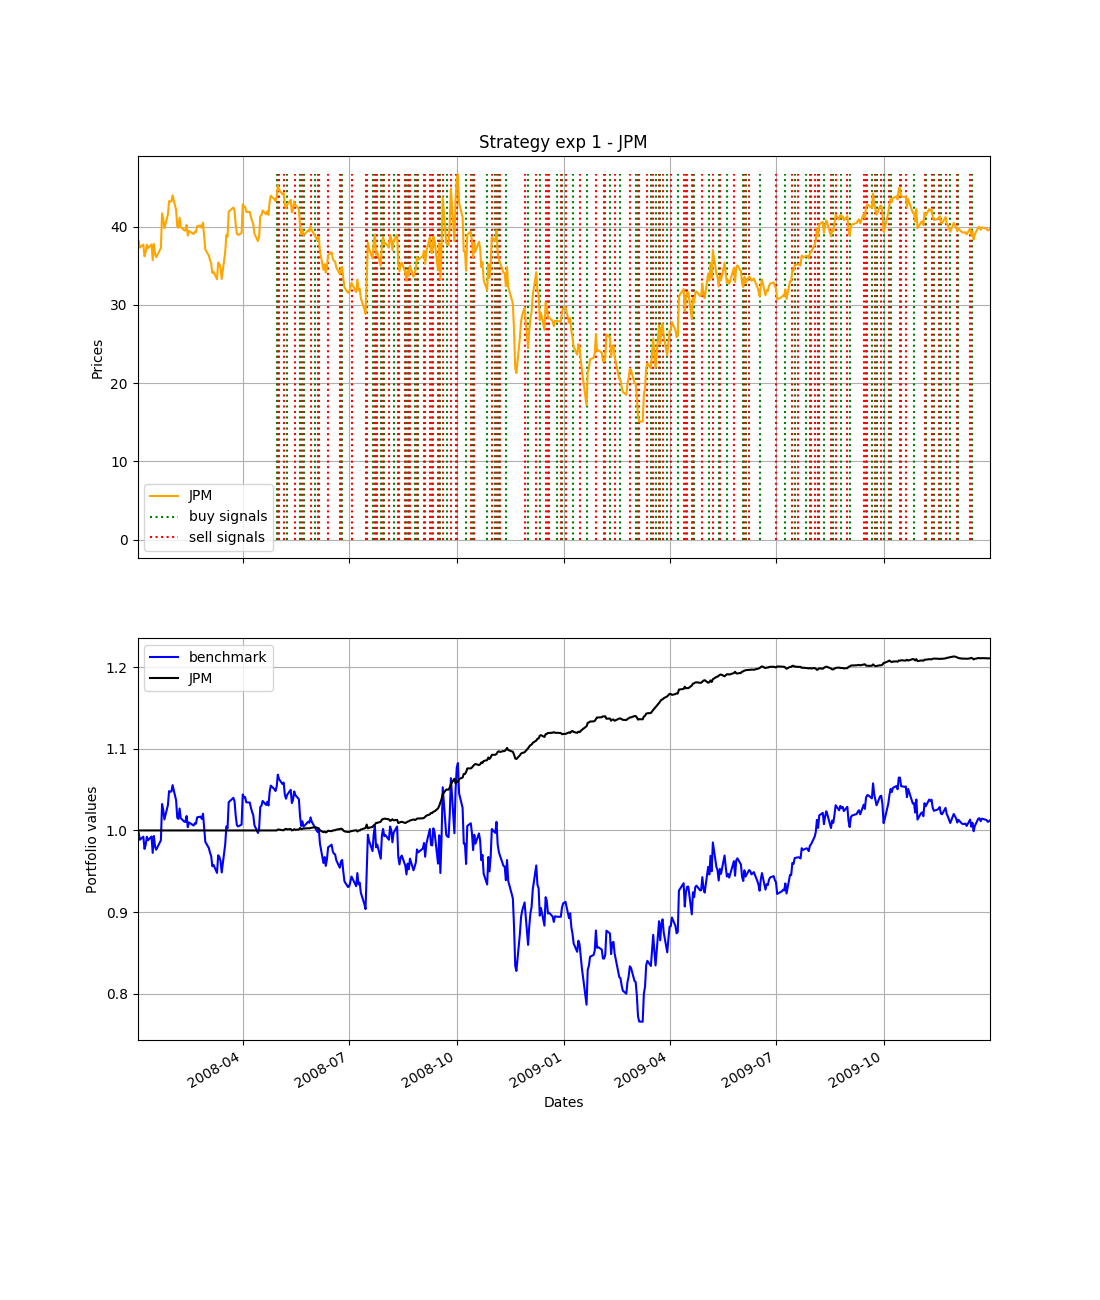 Strategy exp 1 - JPM
Prices
40
30
20
10
0
JPM
buy signals
sell signals
Portfolio values
1.2
1.1
1.0
0.9
0.8
benchmark
JPM
2008-04
2008-07
2008-10
2009-01
2009-04
2009-07
2009-10
Dates